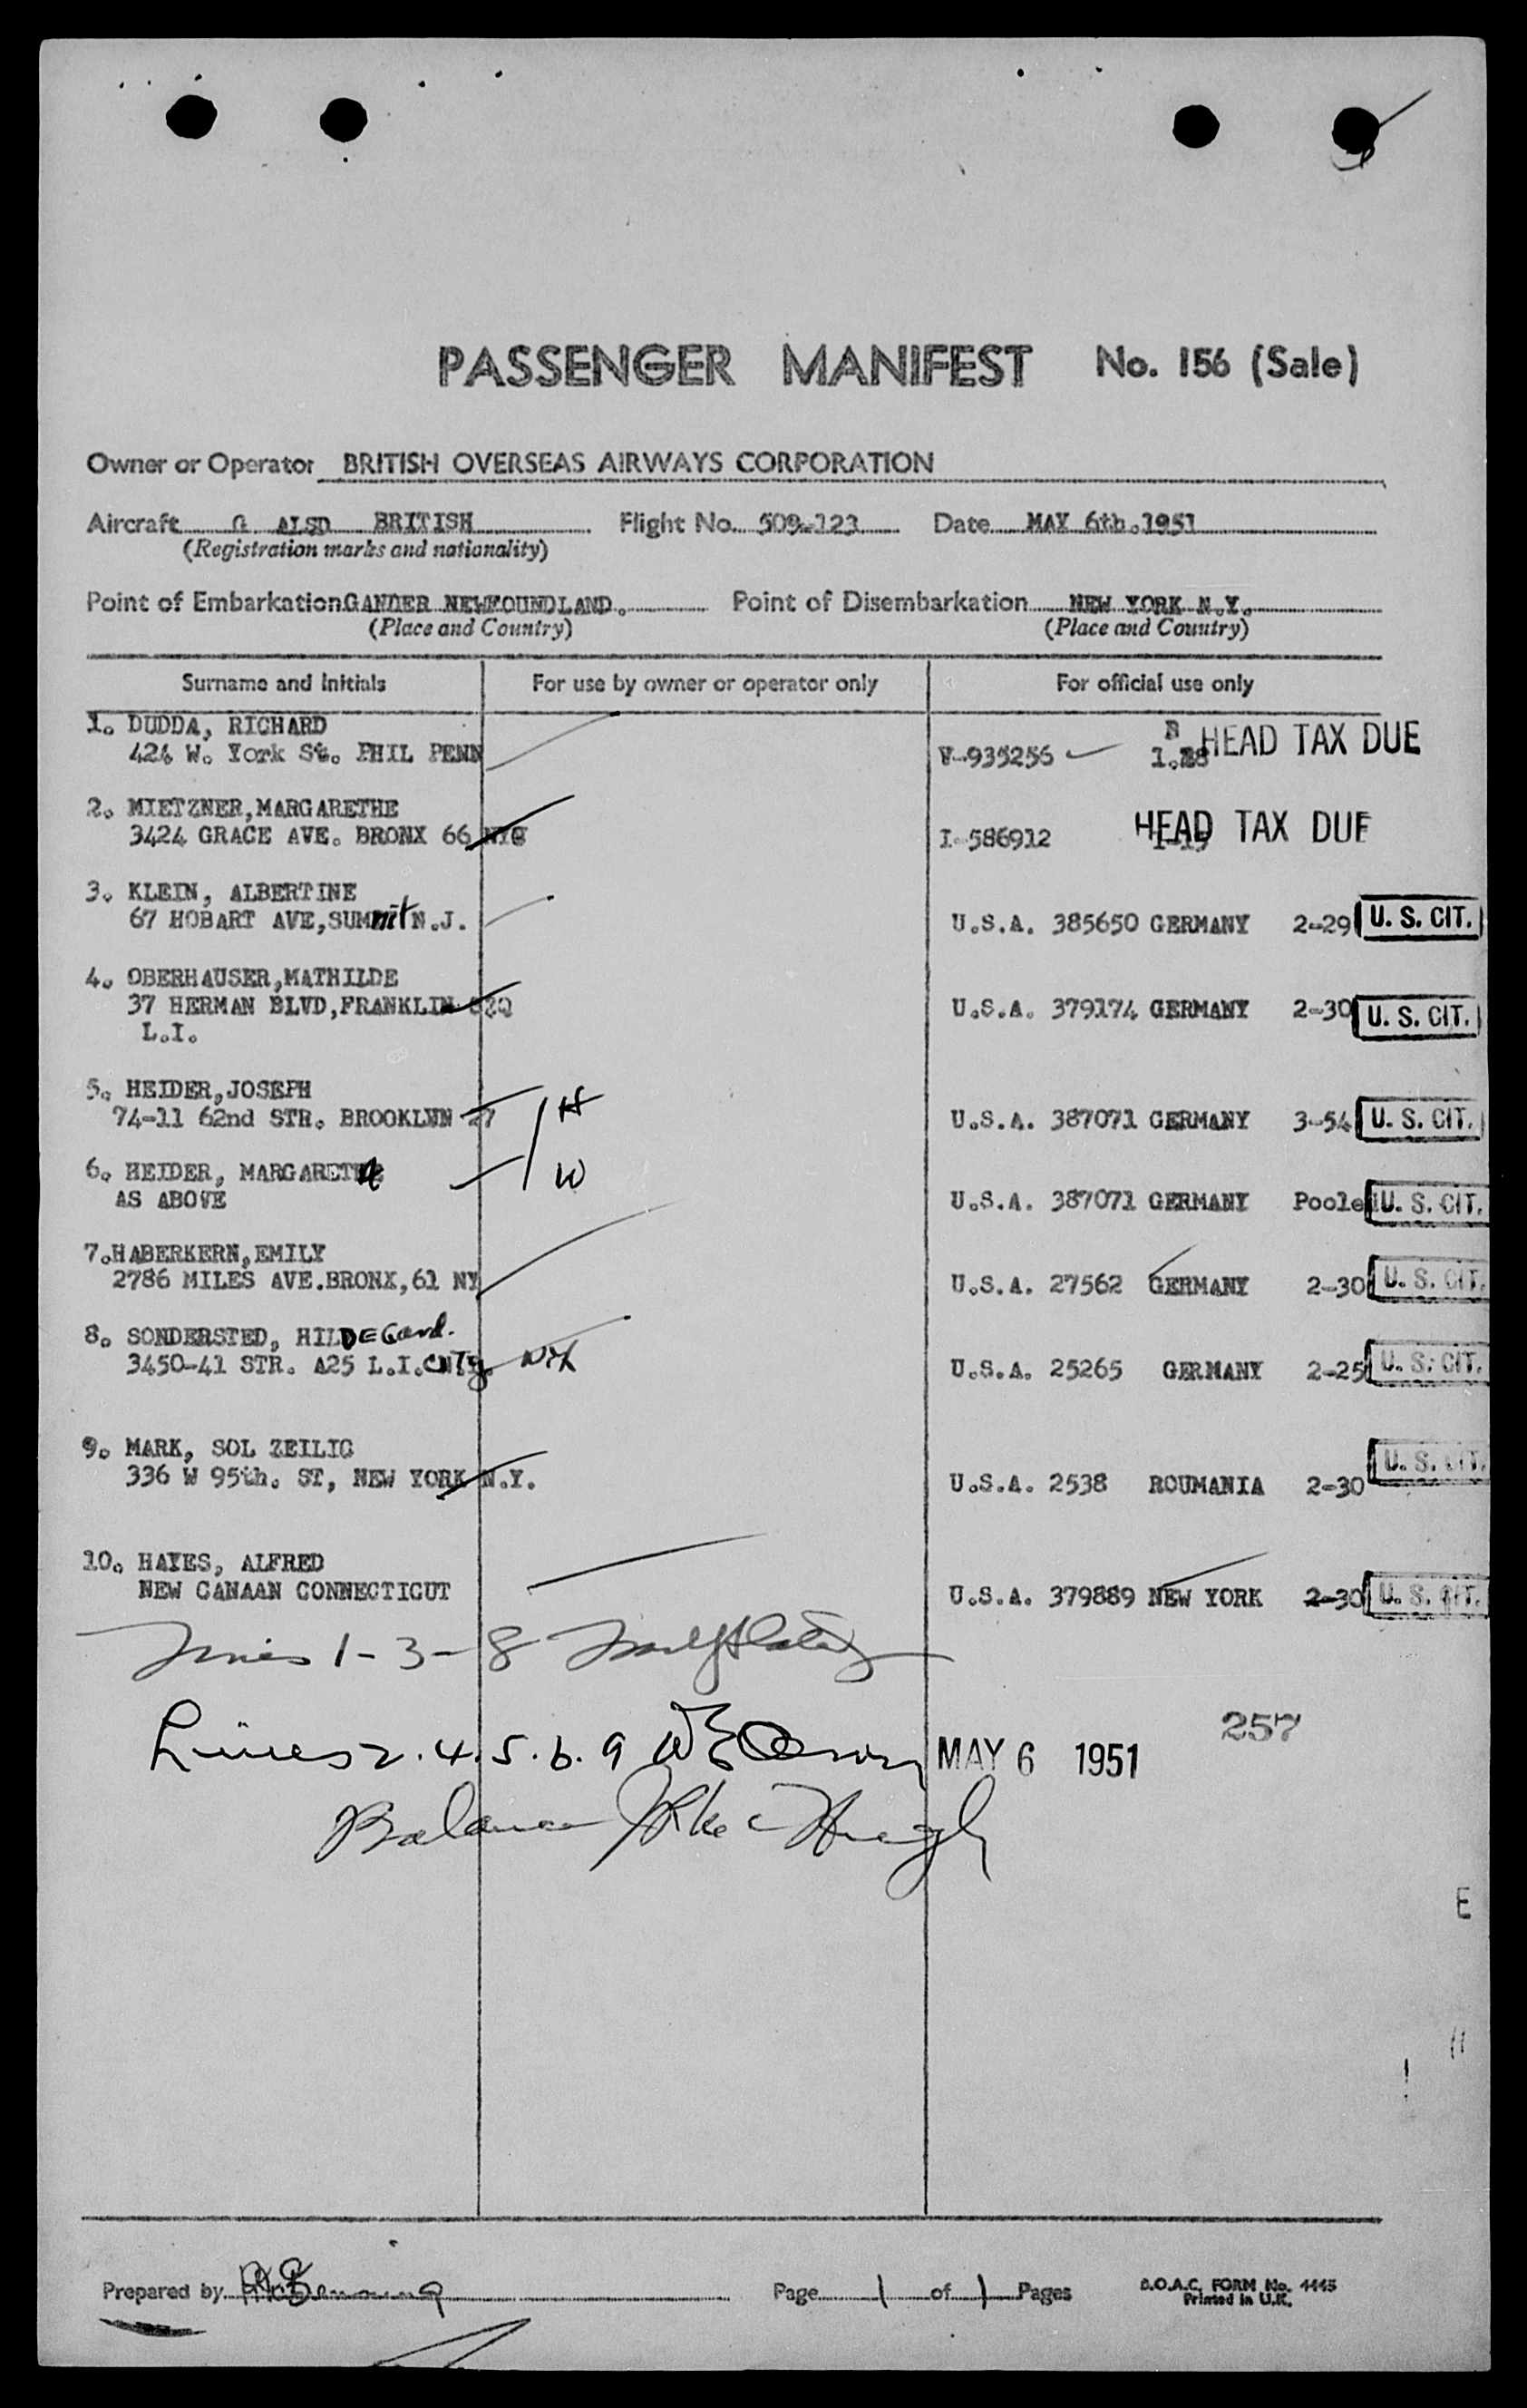 PASSENGER MANIFEST No. 156 (Sale)
Owner or Operator BRITISH OVERSEAS AIRWAYS CORPORATION
Aircraft G ALSD BRITISH Flight No. 509-123 Date MAY 6th.1951
(Registration marks and nationality)
Point of Embarkation GANDER NEWFOUNDLAND. Point of Disembarkation NEW YORK N.Y.
(Place and Country) (Place and Country)
Surname and Initials For use by owner or operator only For official use only
1. DUDDA, RICHARD B HEAD TAX DUE
424 W. York St. PHIL PENN V-935256 1.28
2. MIETZNER, MARGARETHE
3424 GRACE AVE. BRONX 66 NYC I-586912 HEAD TAX DUE
3. KLEIN, ALBERTINE
67 HOBART AVE, SUMmit N.J. U.S.A. 385650 GERMANY 2-29 U. S. CIT.
4. OBERHAUSER, MATHILDE
37 HERMAN BLVD, FRANKLIN SZQ U.S.A. 379174 GERMANY 2-30 U. S. CIT.
L.I.
5. HEIDER, JOSEPH H
74-11 62nd STR. BROOKLYN 27 U.S.A. 387071 GERMANY 3-54 U. S. CIT.
6. HEIDER, MARGARETHa W
AS ABOVE U.S.A. 387071 GERMANY Pooled U. S. CIT.
7. HABERKERN, EMILY
2786 MILES AVE. BRONX, 61 NY U.S.A. 27562 GERMANY 2-30 U. S. CIT.
8. SONDERSTED, HILDEGard.
3450-41 STR. A25 L.I. CITy. NY U.S.A. 25265 GERMANY 2-25 U. S. CIT.
9. MARK, SOL ZEILIG
336 W 95th. ST, NEW YORK N.Y. U.S.A. 2538 ROUMANIA 2-30 U. S. CIT.
10. HAYES, ALFRED
NEW CANAAN CONNECTICUT U.S.A. 379889 NEW YORK 2-30 U. S. CIT.
Lines 1-3-8
257
Lines 2.4.5.6.9 MAY 6 1951
Balance
E
Prepared by Page 1 of 1 Pages B.O.A.C. FORM No. 4445
Printed in U.K.